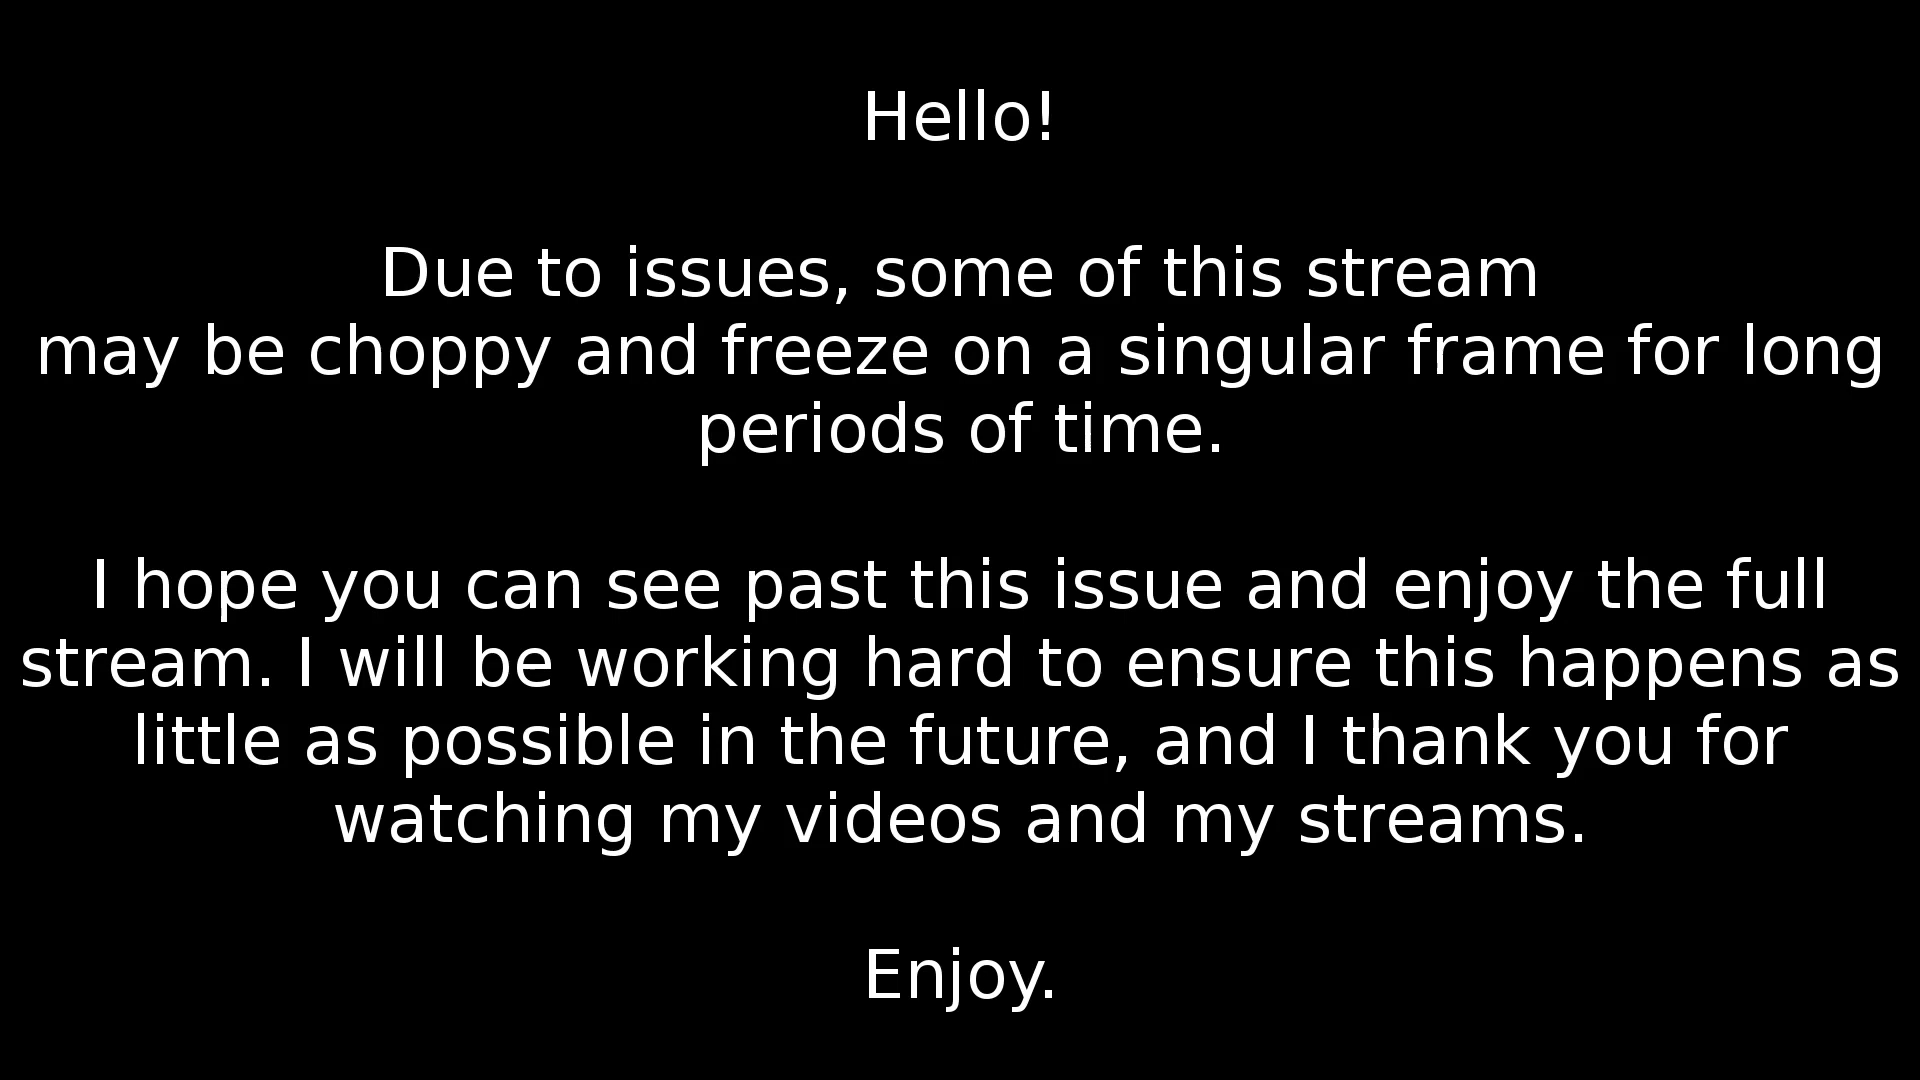 Hello!
Due to issues, some of this stream
may be choppy and freeze on a singular frame for long
periods of time.
I hope you can see past this issue and enjoy the full
stream. I will be working hard to ensure this happens as
little as possible in the future, and I thank you for
watching my videos and my streams.
Enjoy.